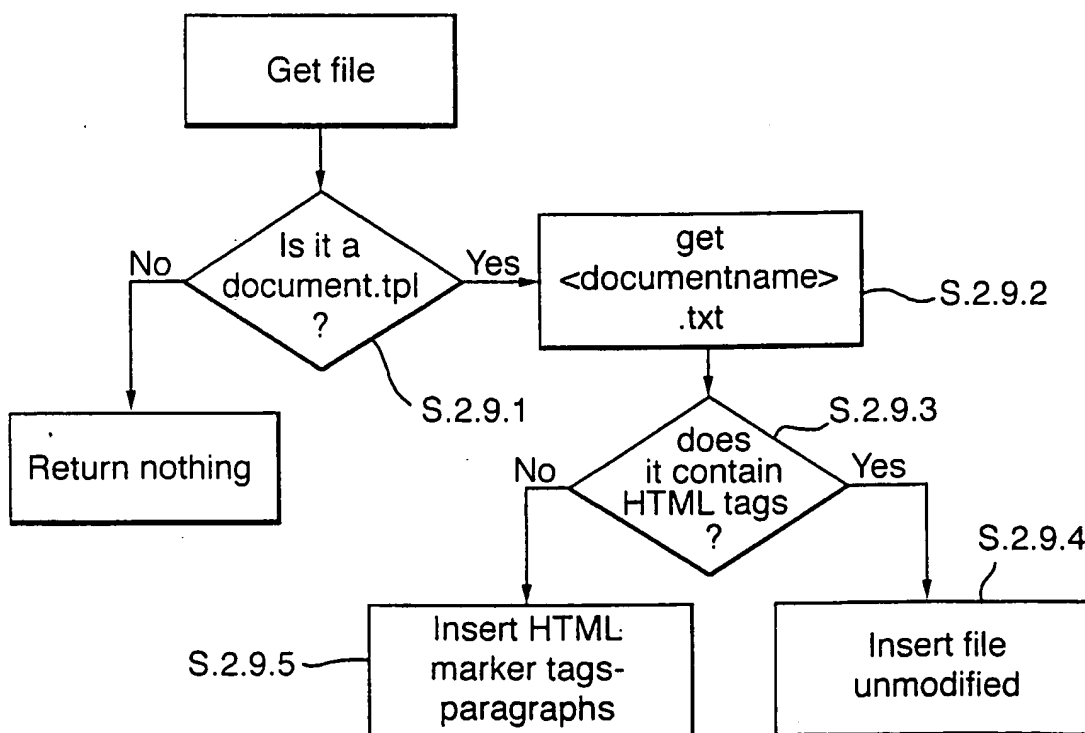 Get file
Is it a
document.tpl
?
No
Yes
get
<documentname>
.txt
S.2.9.2
S.2.9.1
Return nothing
S.2.9.3
does
it contain
HTML tags
?
No
Yes
S.2.9.4
Insert HTML
marker tags-
paragraphs
S.2.9.5
Insert file
unmodified